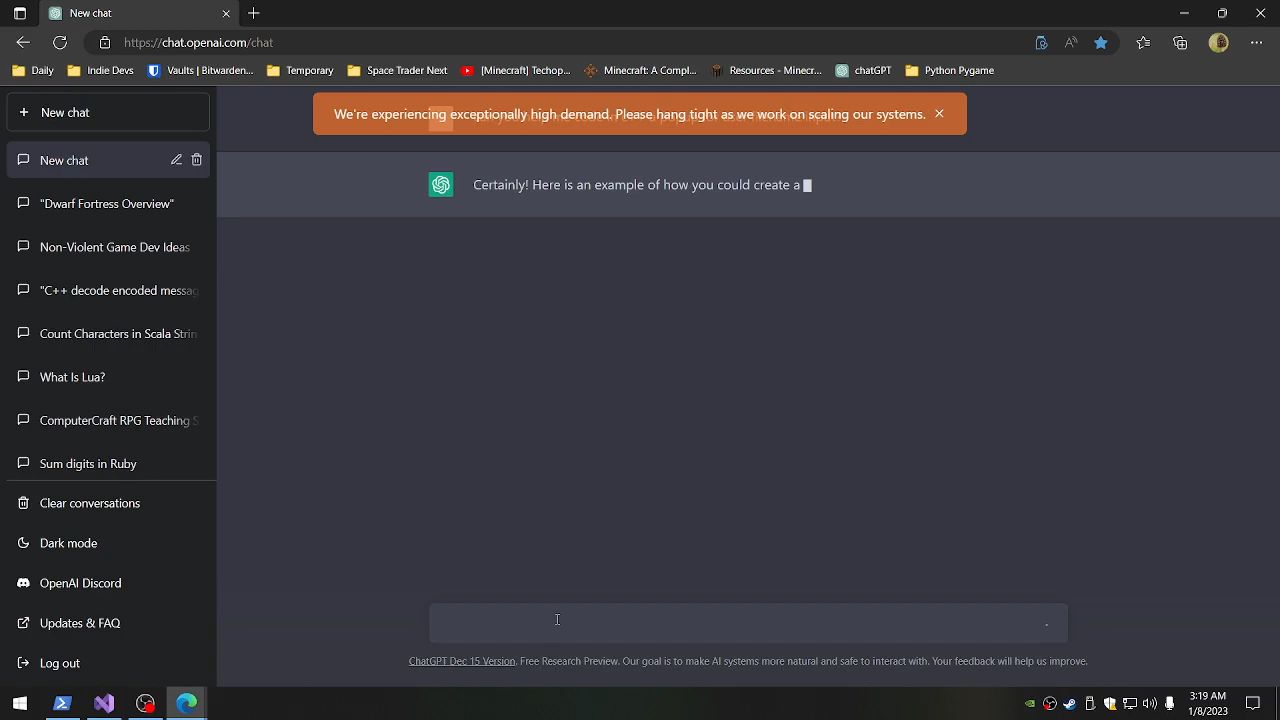 New chat
https://chat.openai.com/chat
Daily
Indie Devs
Vaults | Bitwarden...
Temporary
Space Trader Next
[Minecraft] Techop...
Minecraft: A Compl...
Resources - Minecr...
chatGPT
Python Pygame
New chat
We're experiencing exceptionally high demand. Please hang tight as we work on scaling our systems.
New chat
Certainly! Here is an example of how you could create a
"Dwarf Fortress Overview"
Non-Violent Game Dev Ideas
"C++ decode encoded messag
Count Characters in Scala Strin
What Is Lua?
ComputerCraft RPG Teaching S
Sum digits in Ruby
Clear conversations
Dark mode
OpenAI Discord
Updates & FAQ
Log out
.
ChatGPT Dec 15 Version. Free Research Preview. Our goal is to make AI systems more natural and safe to interact with. Your feedback will help us improve.
3:19 AM
1/8/2023